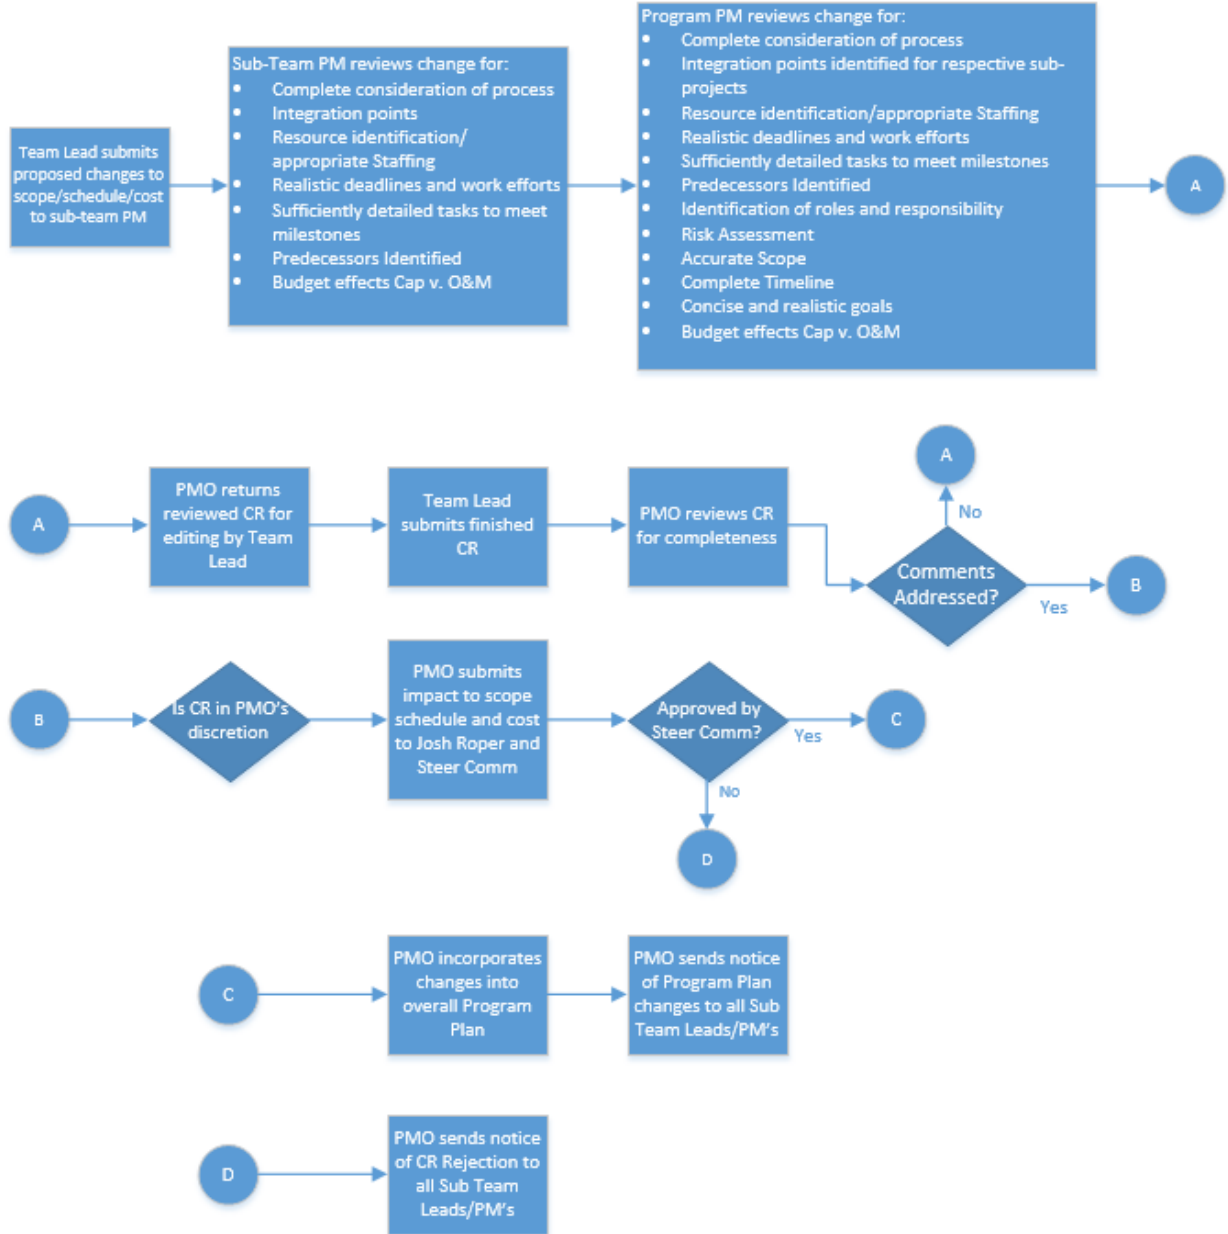 Team Lead submits
proposed changes to
scope/schedule/cost
to sub-team PM
Sub-Team PM reviews change for:
• Complete consideration of process
• Integration points
• Resource identification/
appropriate Staffing
• Realistic deadlines and work efforts
• Sufficiently detailed tasks to meet
milestones
• Predecessors Identified
• Budget effects Cap v. O&M
Program PM reviews change for:
• Complete consideration of process
• Integration points identified for respective sub-
projects
• Resource identification/appropriate Staffing
• Realistic deadlines and work efforts
• Sufficiently detailed tasks to meet milestones
• Predecessors Identified
• Identification of roles and responsibility
• Risk Assessment
• Accurate Scope
• Complete Timeline
• Concise and realistic goals
• Budget effects Cap v. O&M
A
A
PMO returns
reviewed CR for
editing by Team
Lead
Team Lead
submits finished
CR
PMO reviews CR
for completeness
Comments
Addressed?
No
A
Yes
B
B
Is CR in PMO's
discretion
PMO submits
impact to scope
schedule and cost
to Josh Roper and
Steer Comm
Approved by
Steer Comm?
Yes
C
No
D
C
PMO incorporates
changes into
overall Program
Plan
PMO sends notice
of Program Plan
changes to all Sub
Team Leads/PM's
D
PMO sends notice
of CR Rejection to
all Sub Team
Leads/PM's